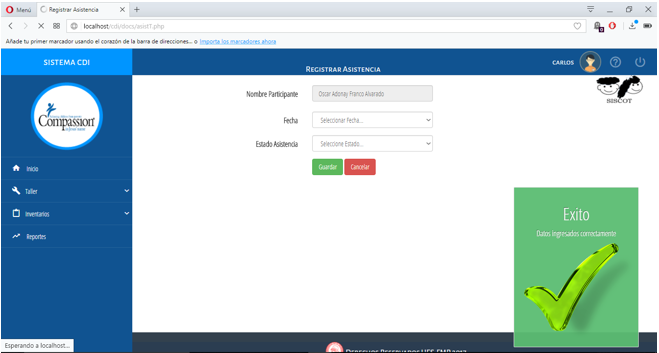 Menú
Registrar Asistencia
localhost/cdi/docs/asist1.php
Añade tu primer marcador usando el corazón de la barra de direcciones... o Importa los marcadores ahora
SISTEMA CDI
REGISTRAR ASISTENCIA
CARLOS
SISCOT
Compassion
Nombre Participante
Oscar Adonay Franco Alvarado
Fecha
Seleccionar Fecha...
Estado Asistencia
Seleccione Estado...
Guardar Cancelar
Inicio
Taller
Inventarios
Reportes
Exito
Datos ingresados correctamente
Esperando a localhost...